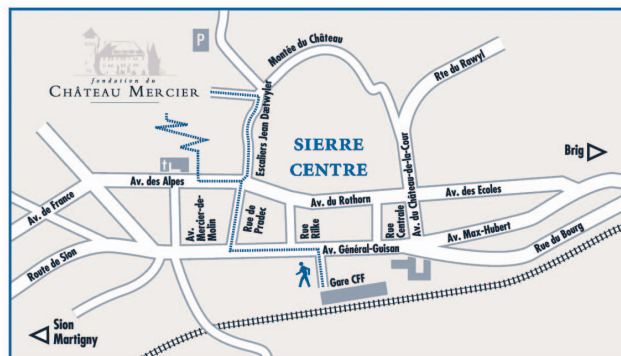 P
fondation du
CHÂTEAU MERCIER
Montée du Château
Rte du Rawyl
Escaliers Jean Dætwyler
SIERRE
CENTRE
Brig
Av. des Alpes
Av. du Rothorn
Av. du Château-de-la-Cour
Av. des Ecoles
Av. de France
Av.
Mercier-de-
Molin
Rue de
Pradec
Rue
Rilke
Rue
Centrale
Av. Max-Hubert
Rue du Bourg
Route de Sion
Av. Général-Guisan
Gare CFF
Sion
Martigny